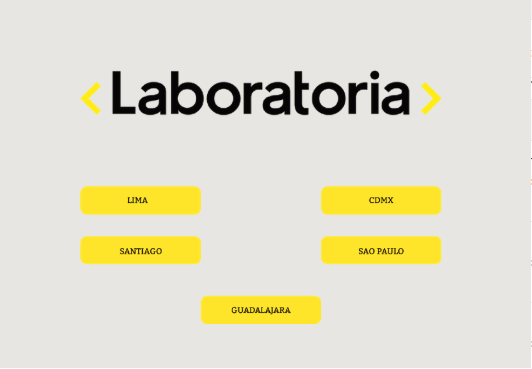 < Laboratoria >
LIMA
CDMX
SANTIAGO
SAO PAULO
GUADALAJARA